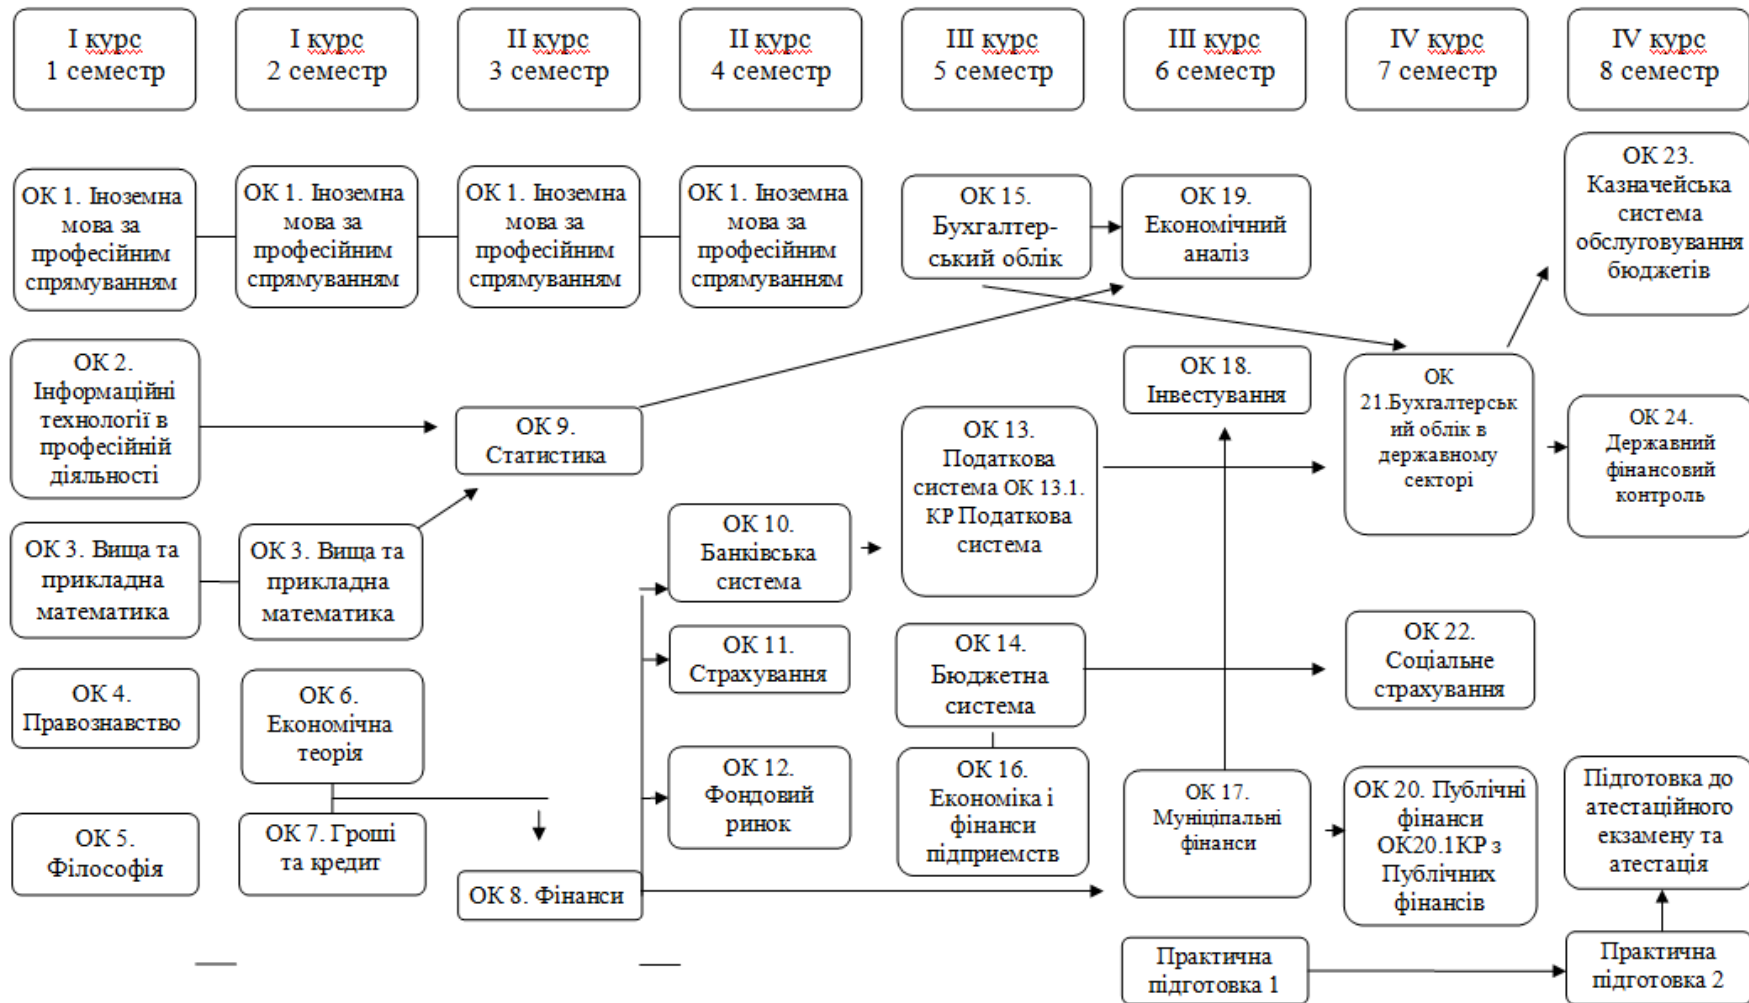 І курс
1 семестр
І курс
2 семестр
ІІ курс
3 семестр
ІІ курс
4 семестр
ІІІ курс
5 семестр
ІІІ курс
6 семестр
IV курс
7 семестр
IV курс
8 семестр
ОК 1. Іноземна
мова за
професійним
спрямуванням
ОК 1. Іноземна
мова за
професійним
спрямуванням
ОК 1. Іноземна
мова за
професійним
спрямуванням
ОК 1. Іноземна
мова за
професійним
спрямуванням
ОК 15.
Бухгалтер-
ський облік
ОК 19.
Економічний
аналіз
ОК 23.
Казначейська
система
обслуговування
бюджетів
ОК 2.
Інформаційні
технології в
професійній
діяльності
ОК 9.
Статистика
ОК 13.
Податкова
система ОК 13.1.
КР Податкова
система
ОК 18.
Інвестування
ОК
21.Бухгалтерськ
ий облік в
державному
секторі
ОК 24.
Державний
фінансовий
контроль
ОК 3. Вища та
прикладна
математика
ОК 3. Вища та
прикладна
математика
ОК 10.
Банківська
система
ОК 11.
Страхування
ОК 14.
Бюджетна
система
ОК 22.
Соціальне
страхування
ОК 4.
Правознавство
ОК 6.
Економічна
теорія
ОК 12.
Фондовий
ринок
ОК 16.
Економіка і
фінанси
підприємств
ОК 17.
Муніціпальні
фінанси
ОК 20. Публічні
фінанси
ОК20.1КР з
Публічних
фінансів
Підготовка до
атестаційного
екзамену та
атестація
ОК 5.
Філософія
ОК 7. Гроші
та кредит
ОК 8. Фінанси
Практична
підготовка 1
Практична
підготовка 2